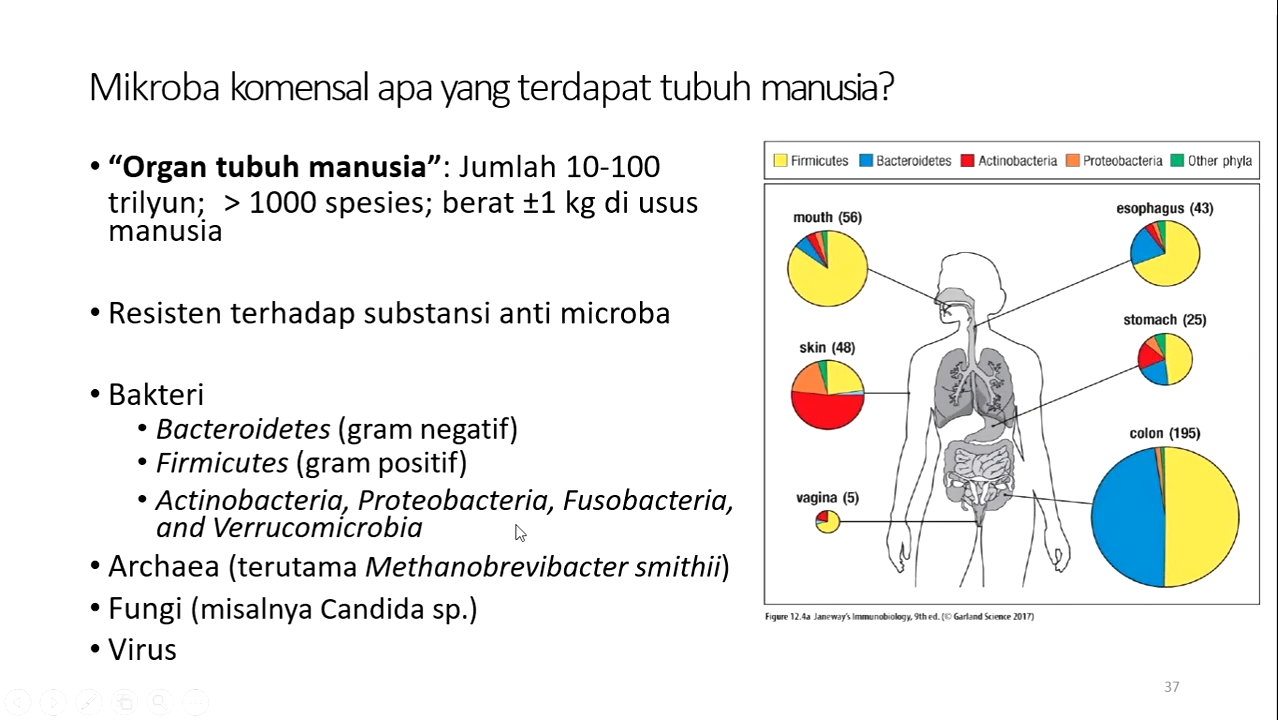 Mikroba komensal apa yang terdapat tubuh manusia?
• “Organ tubuh manusia”: Jumlah 10-100
trilyun;  > 1000 spesies; berat ±1 kg di usus
manusia
• Resisten terhadap substansi anti microba
• Bakteri
• Bacteroidetes (gram negatif)
• Firmicutes (gram positif)
• Actinobacteria, Proteobacteria, Fusobacteria,
and Verrucomicrobia
• Archaea (terutama Methanobrevibacter smithii)
• Fungi (misalnya Candida sp.)
• Virus
Firmicutes Bacteroidetes Actinobacteria Proteobacteria Other phyla
mouth (56)
esophagus (43)
skin (48)
stomach (25)
vagina (5)
colon (195)
Figure 12.4a Janeway's Immunobiology, 9th ed. (© Garland Science 2017)
37